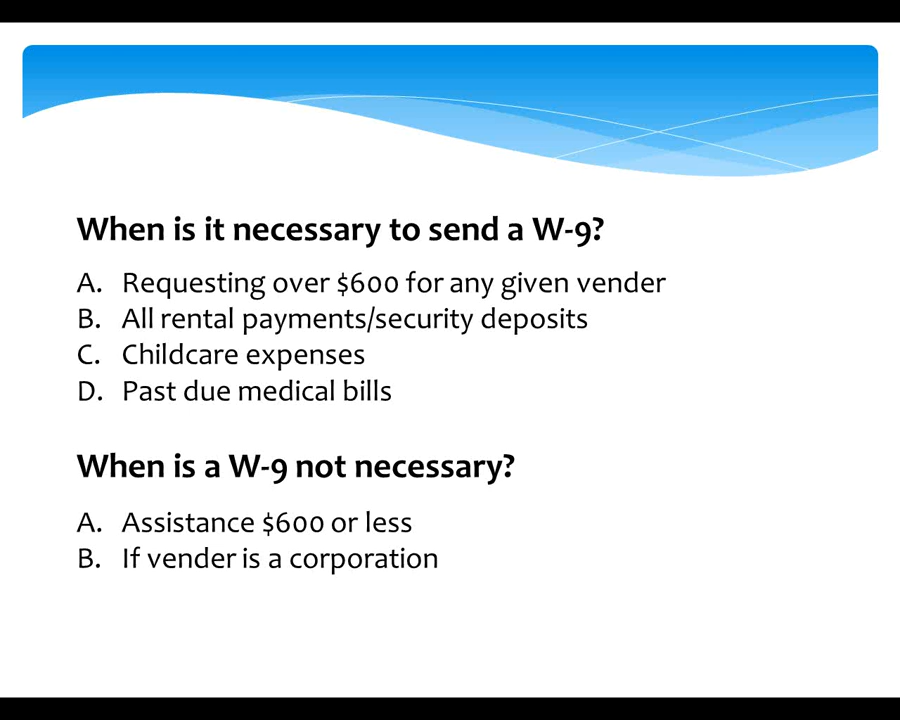 When is it necessary to send a W-9?
A. Requesting over $600 for any given vender
B. All rental payments/security deposits
C. Childcare expenses
D. Past due medical bills
When is a W-9 not necessary?
A. Assistance $600 or less
B. If vender is a corporation